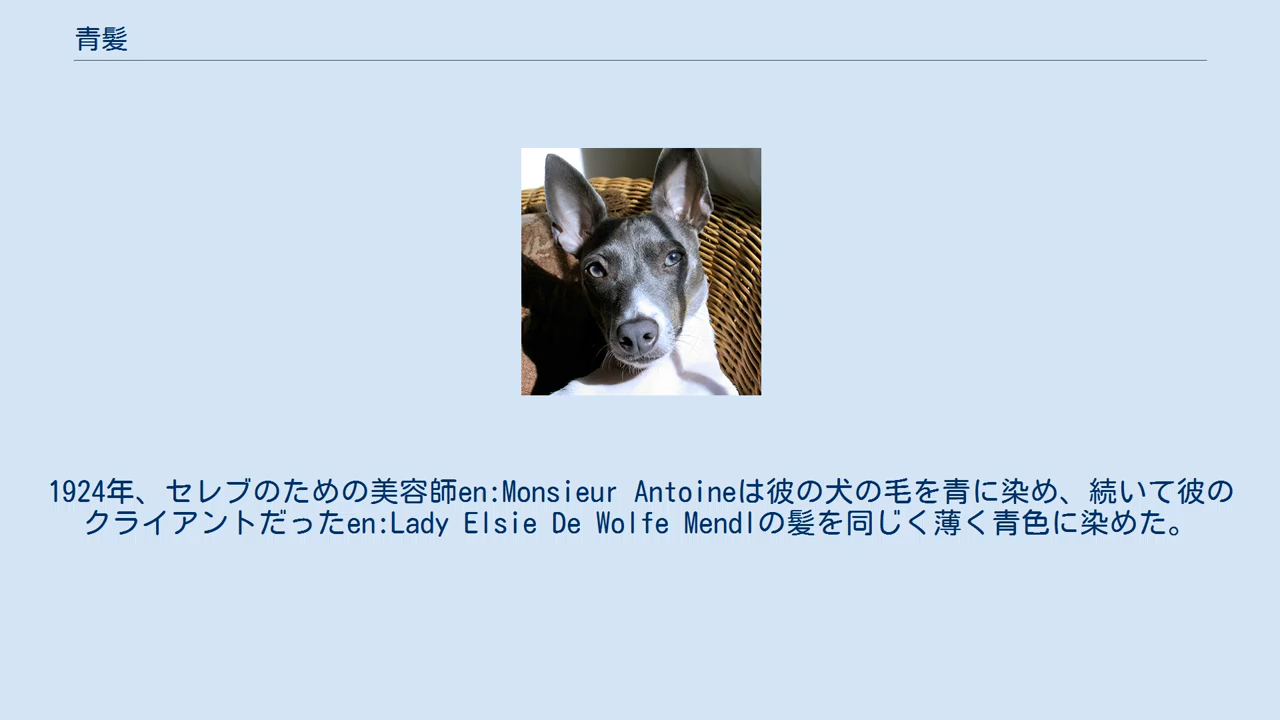 青髪
1924年、セレブのための美容師en:Monsieur Antoineは彼の犬の毛を青に染め、続いて彼の
クライアントだったen:Lady Elsie De Wolfe Mendlの髪を同じく薄く青色に染めた。